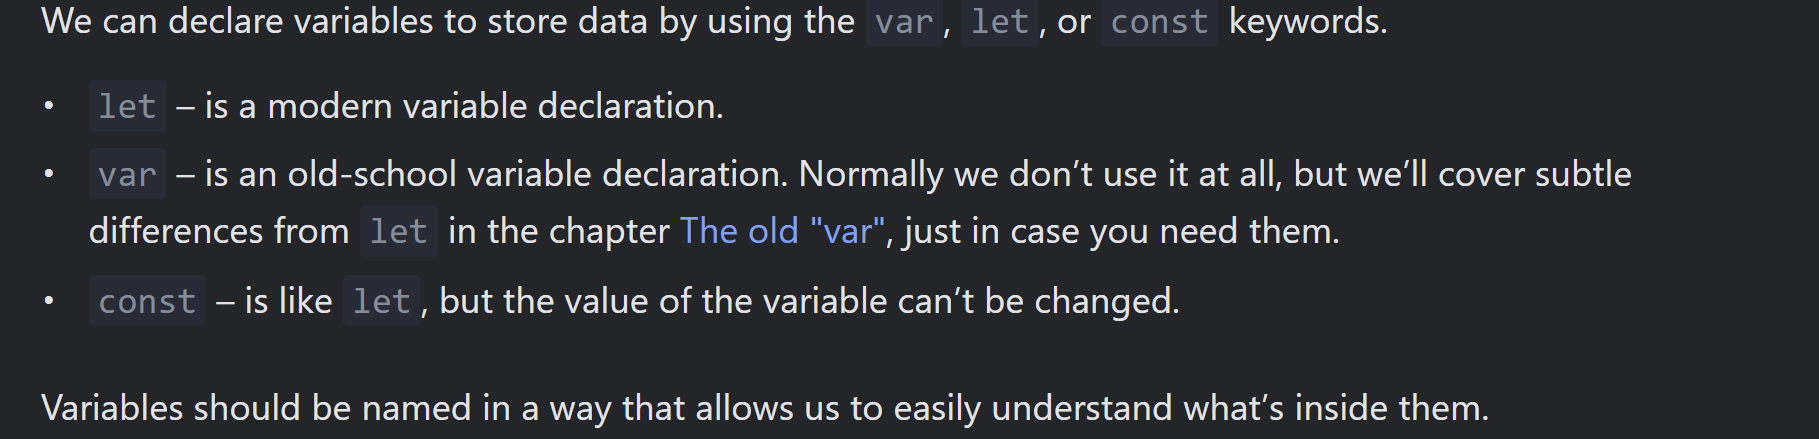 We can declare variables to store data by using the var, let, or const keywords.
• let – is a modern variable declaration.
• var – is an old-school variable declaration. Normally we don’t use it at all, but we’ll cover subtle
differences from let in the chapter The old "var", just in case you need them.
• const – is like let, but the value of the variable can’t be changed.
Variables should be named in a way that allows us to easily understand what’s inside them.